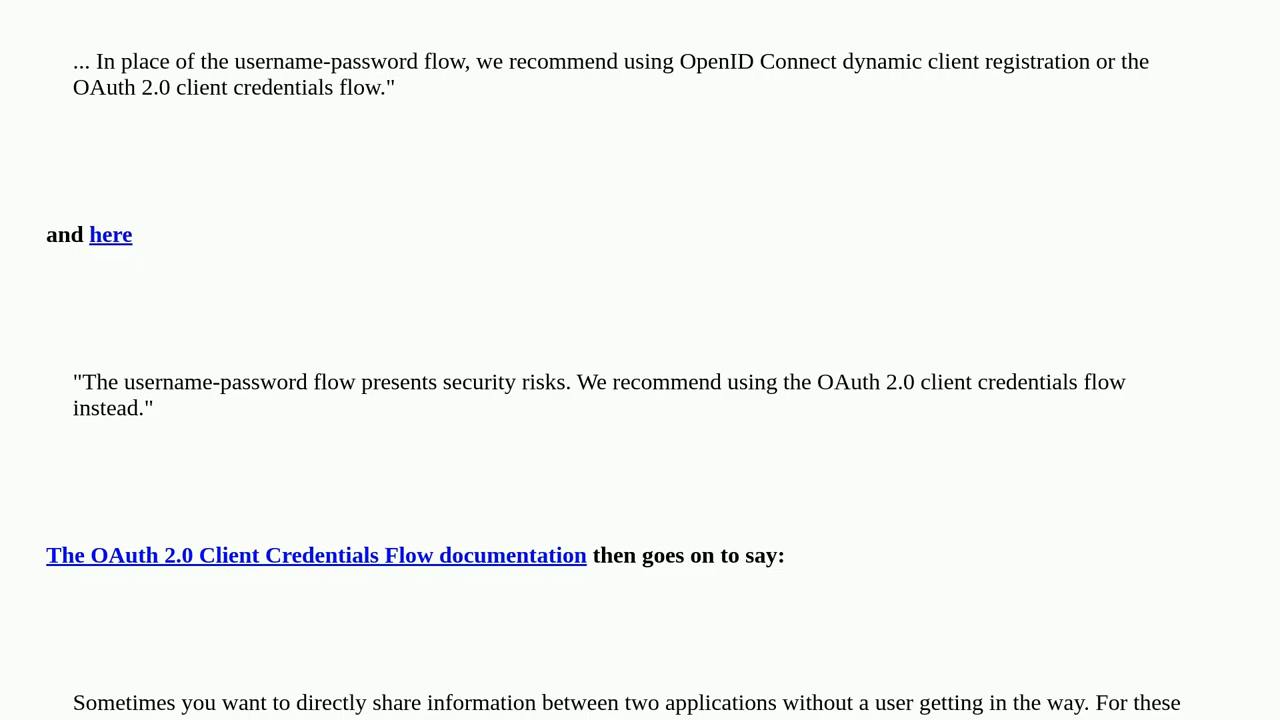 ... In place of the username-password flow, we recommend using OpenID Connect dynamic client registration or the
OAuth 2.0 client credentials flow."
and here
"The username-password flow presents security risks. We recommend using the OAuth 2.0 client credentials flow
instead."
The OAuth 2.0 Client Credentials Flow documentation then goes on to say:
Sometimes you want to directly share information between two applications without a user getting in the way. For these